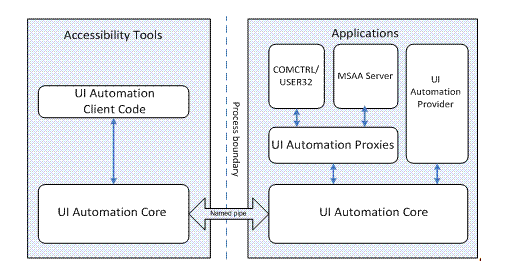 Accessibility Tools
UI Automation
Client Code
UI Automation Core
Process boundary
Named pipe
Applications
COMCTRL/
USER32
MSAA Server
UI
Automation
Provider
UI Automation Proxies
UI Automation Core